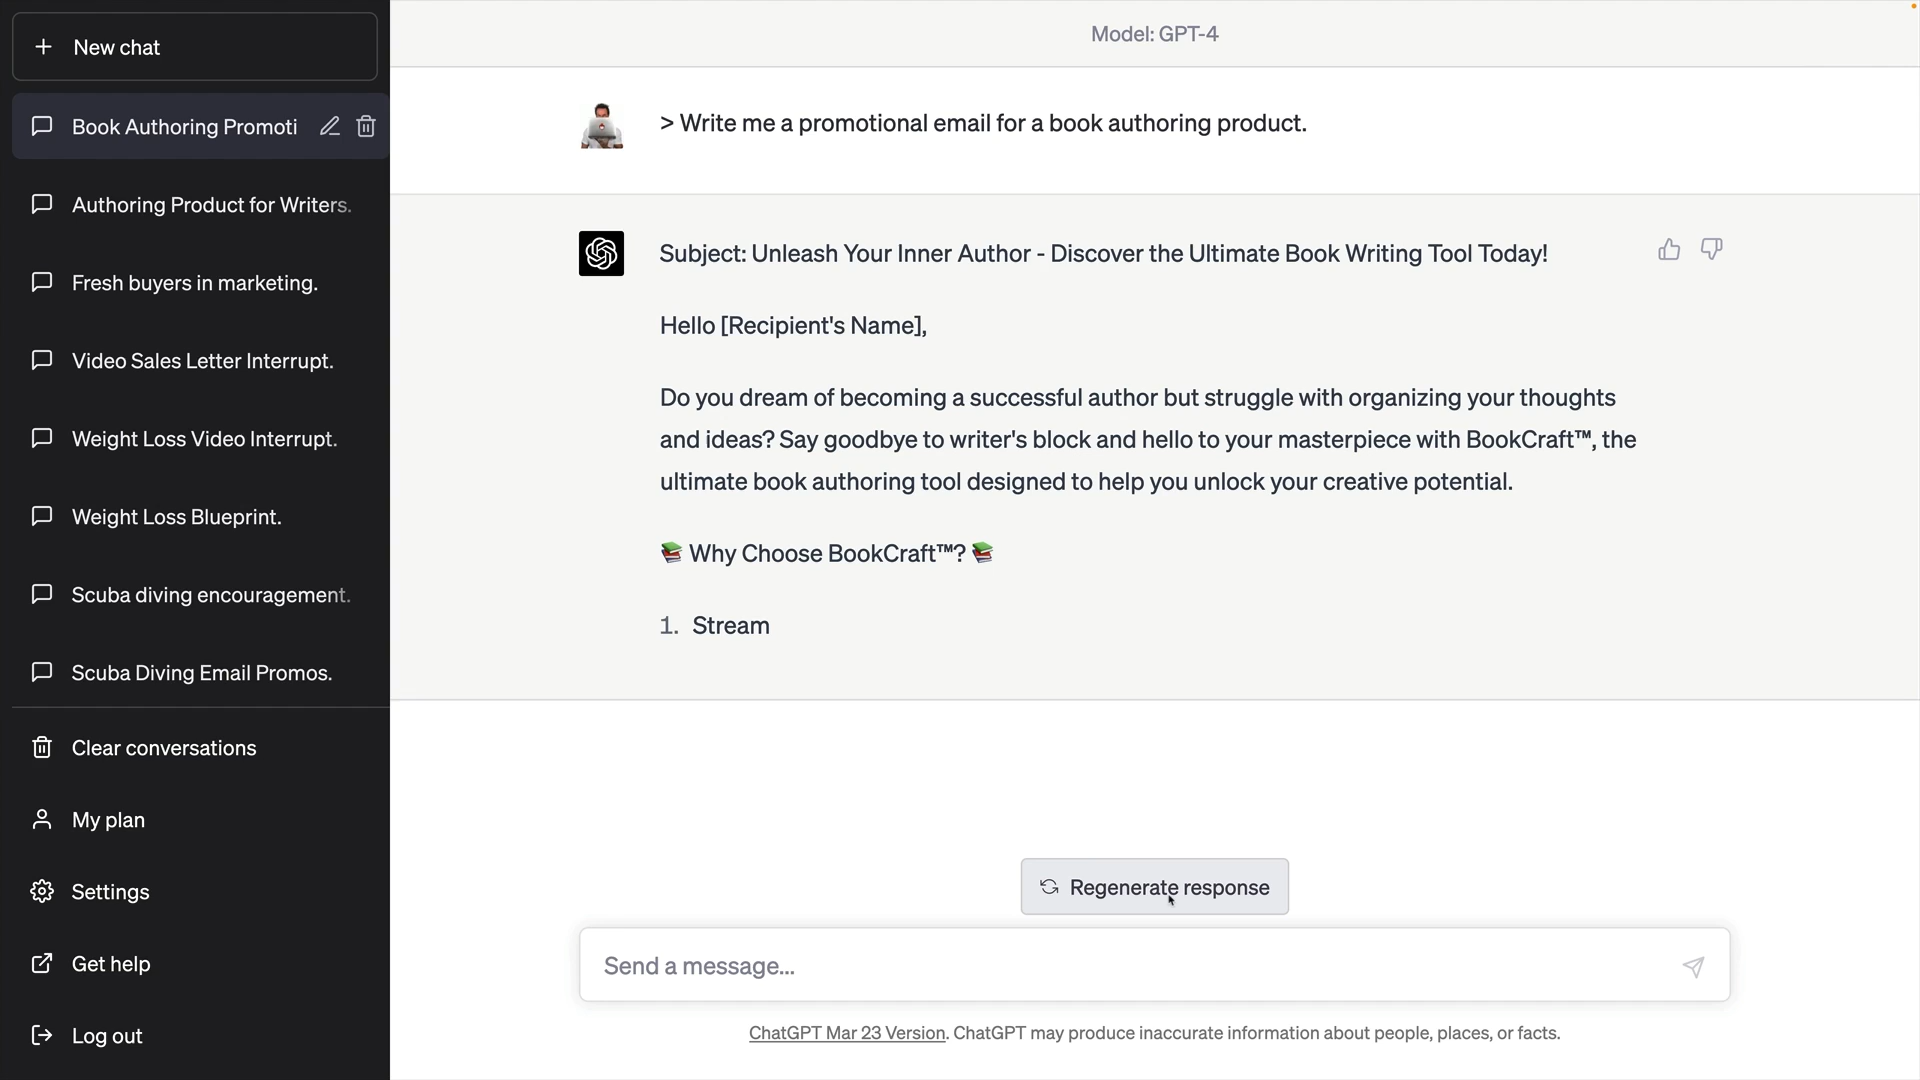 New chat
Book Authoring Promoti
Authoring Product for Writers.
Fresh buyers in marketing.
Video Sales Letter Interrupt.
Weight Loss Video Interrupt.
Weight Loss Blueprint.
Scuba diving encouragement.
Scuba Diving Email Promos.
Clear conversations
My plan
Settings
Get help
Log out
Model: GPT-4
> Write me a promotional email for a book authoring product.
Subject: Unleash Your Inner Author - Discover the Ultimate Book Writing Tool Today!
Hello [Recipient's Name],
Do you dream of becoming a successful author but struggle with organizing your thoughts
and ideas? Say goodbye to writer's block and hello to your masterpiece with BookCraft™, the
ultimate book authoring tool designed to help you unlock your creative potential.
📚 Why Choose BookCraft™? 📚
1. Stream
Regenerate response
Send a message...
ChatGPT Mar 23 Version. ChatGPT may produce inaccurate information about people, places, or facts.